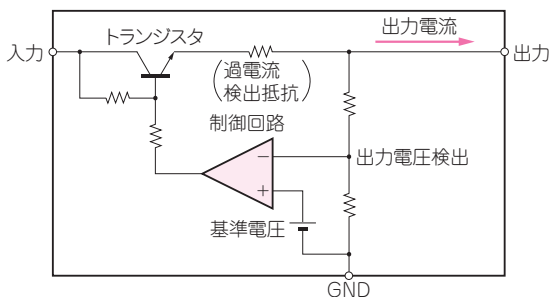 出力電流
トランジスタ
入力
出力
(過電流
検出抵抗)
制御回路
−
出力電圧検出
+
基準電圧
GND